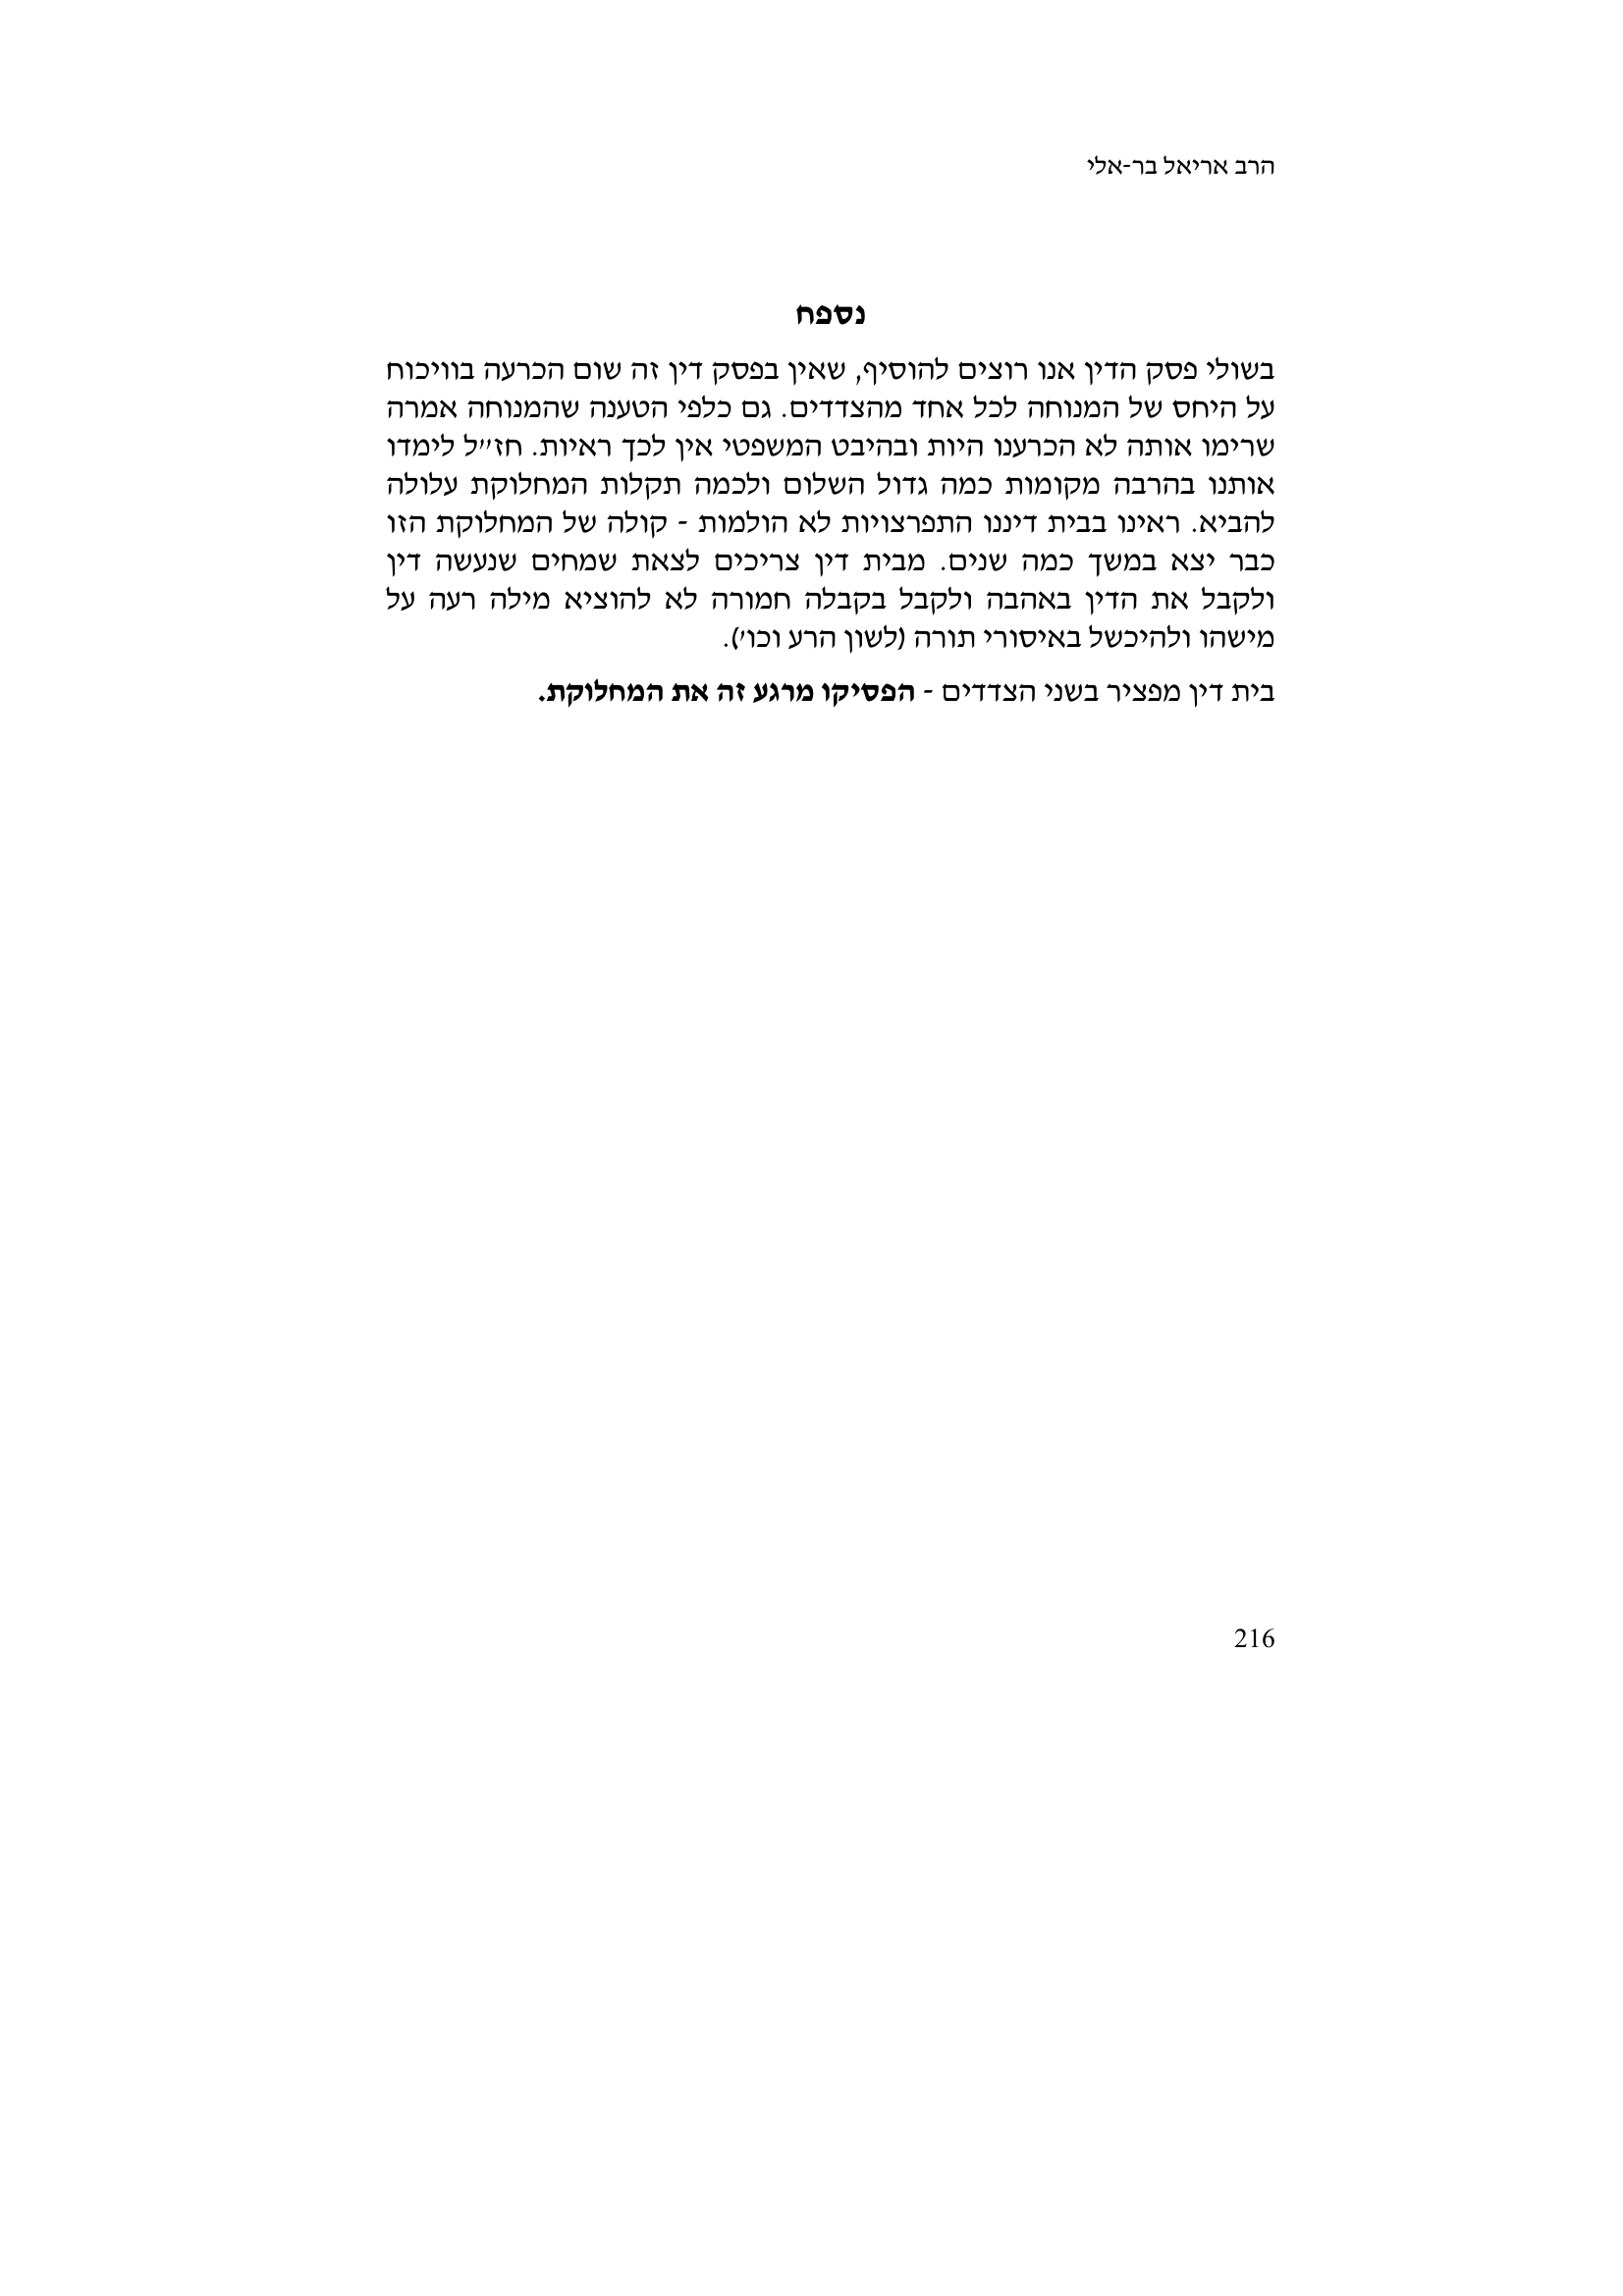 הרב אריאל בר-אלי
נספח
בשולי פסק הדין אנו רוצים להוסיף, שאין בפסק דין זה שום הכרעה בוויכוח
על היחס של המנוחה לכל אחד מהצדדים. גם כלפי הטענה שהמנוחה אמרה
שרימו אותה לא הכרענו היות ובהיבט המשפטי אין לכך ראיות. חז״ל לימדו
אותנו בהרבה מקומות כמה גדול השלום ולכמה תקלות המחלוקת עלולה
להביא. ראינו בבית דיננו התפרצויות לא הולמות - קולה של המחלוקת הזו
כבר יצא במשך כמה שנים. מבית דין צריכים לצאת שמחים שנעשה דין
ולקבל את הדין באהבה ולקבל בקבלה חמורה לא להוציא מילה רעה על
מישהו ולהיכשל באיסורי תורה (לשון הרע וכו׳).
בית דין מפציר בשני הצדדים - הפסיקו מרגע זה את המחלוקת.
216